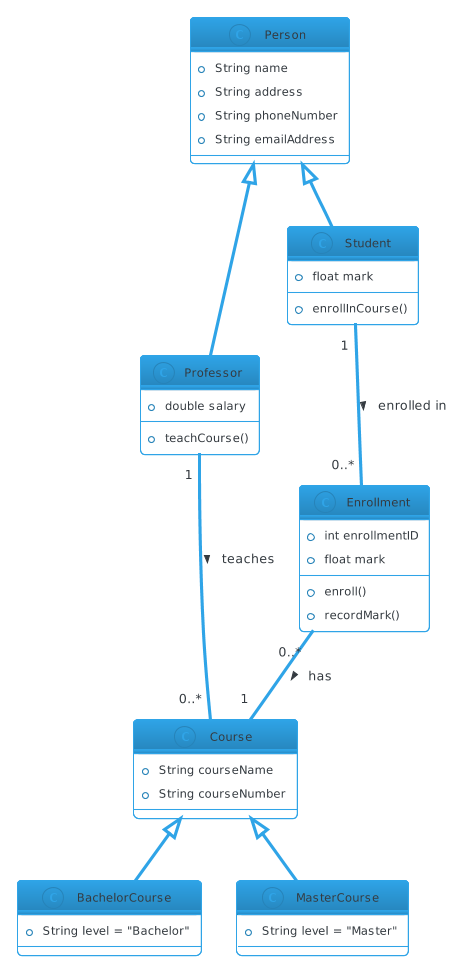 C Person
String name
String address
String phoneNumber
String emailAddress
C Student
float mark
enrollInCourse()
1
C Professor
double salary
teachCourse()
enrolled in
0..*
1
C Enrollment
int enrollmentID
float mark
enroll()
recordMark()
teaches
0..*
has
0..*
1
C Course
String courseName
String courseNumber
C BachelorCourse
String level = "Bachelor"
C MasterCourse
String level = "Master"